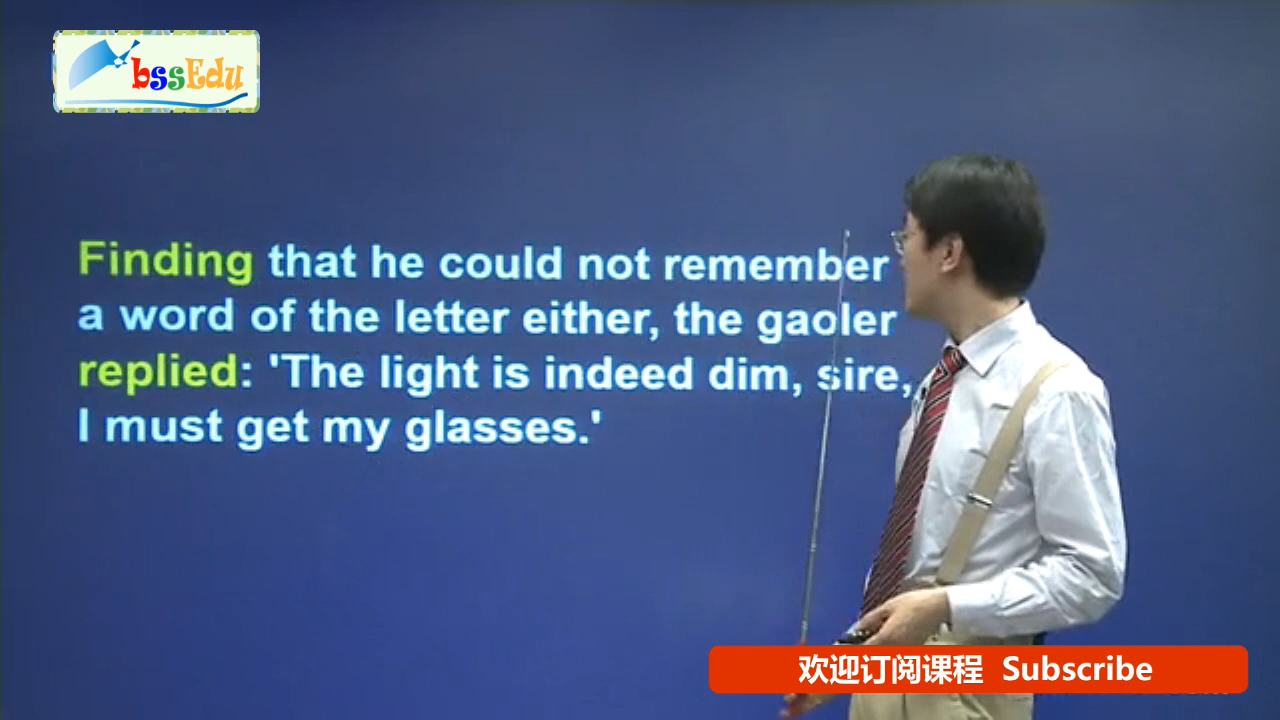 bssEdu
Finding that he could not remember
a word of the letter either, the gaoler
replied: 'The light is indeed dim, sire,
I must get my glasses.'
欢迎订阅课程 Subscribe